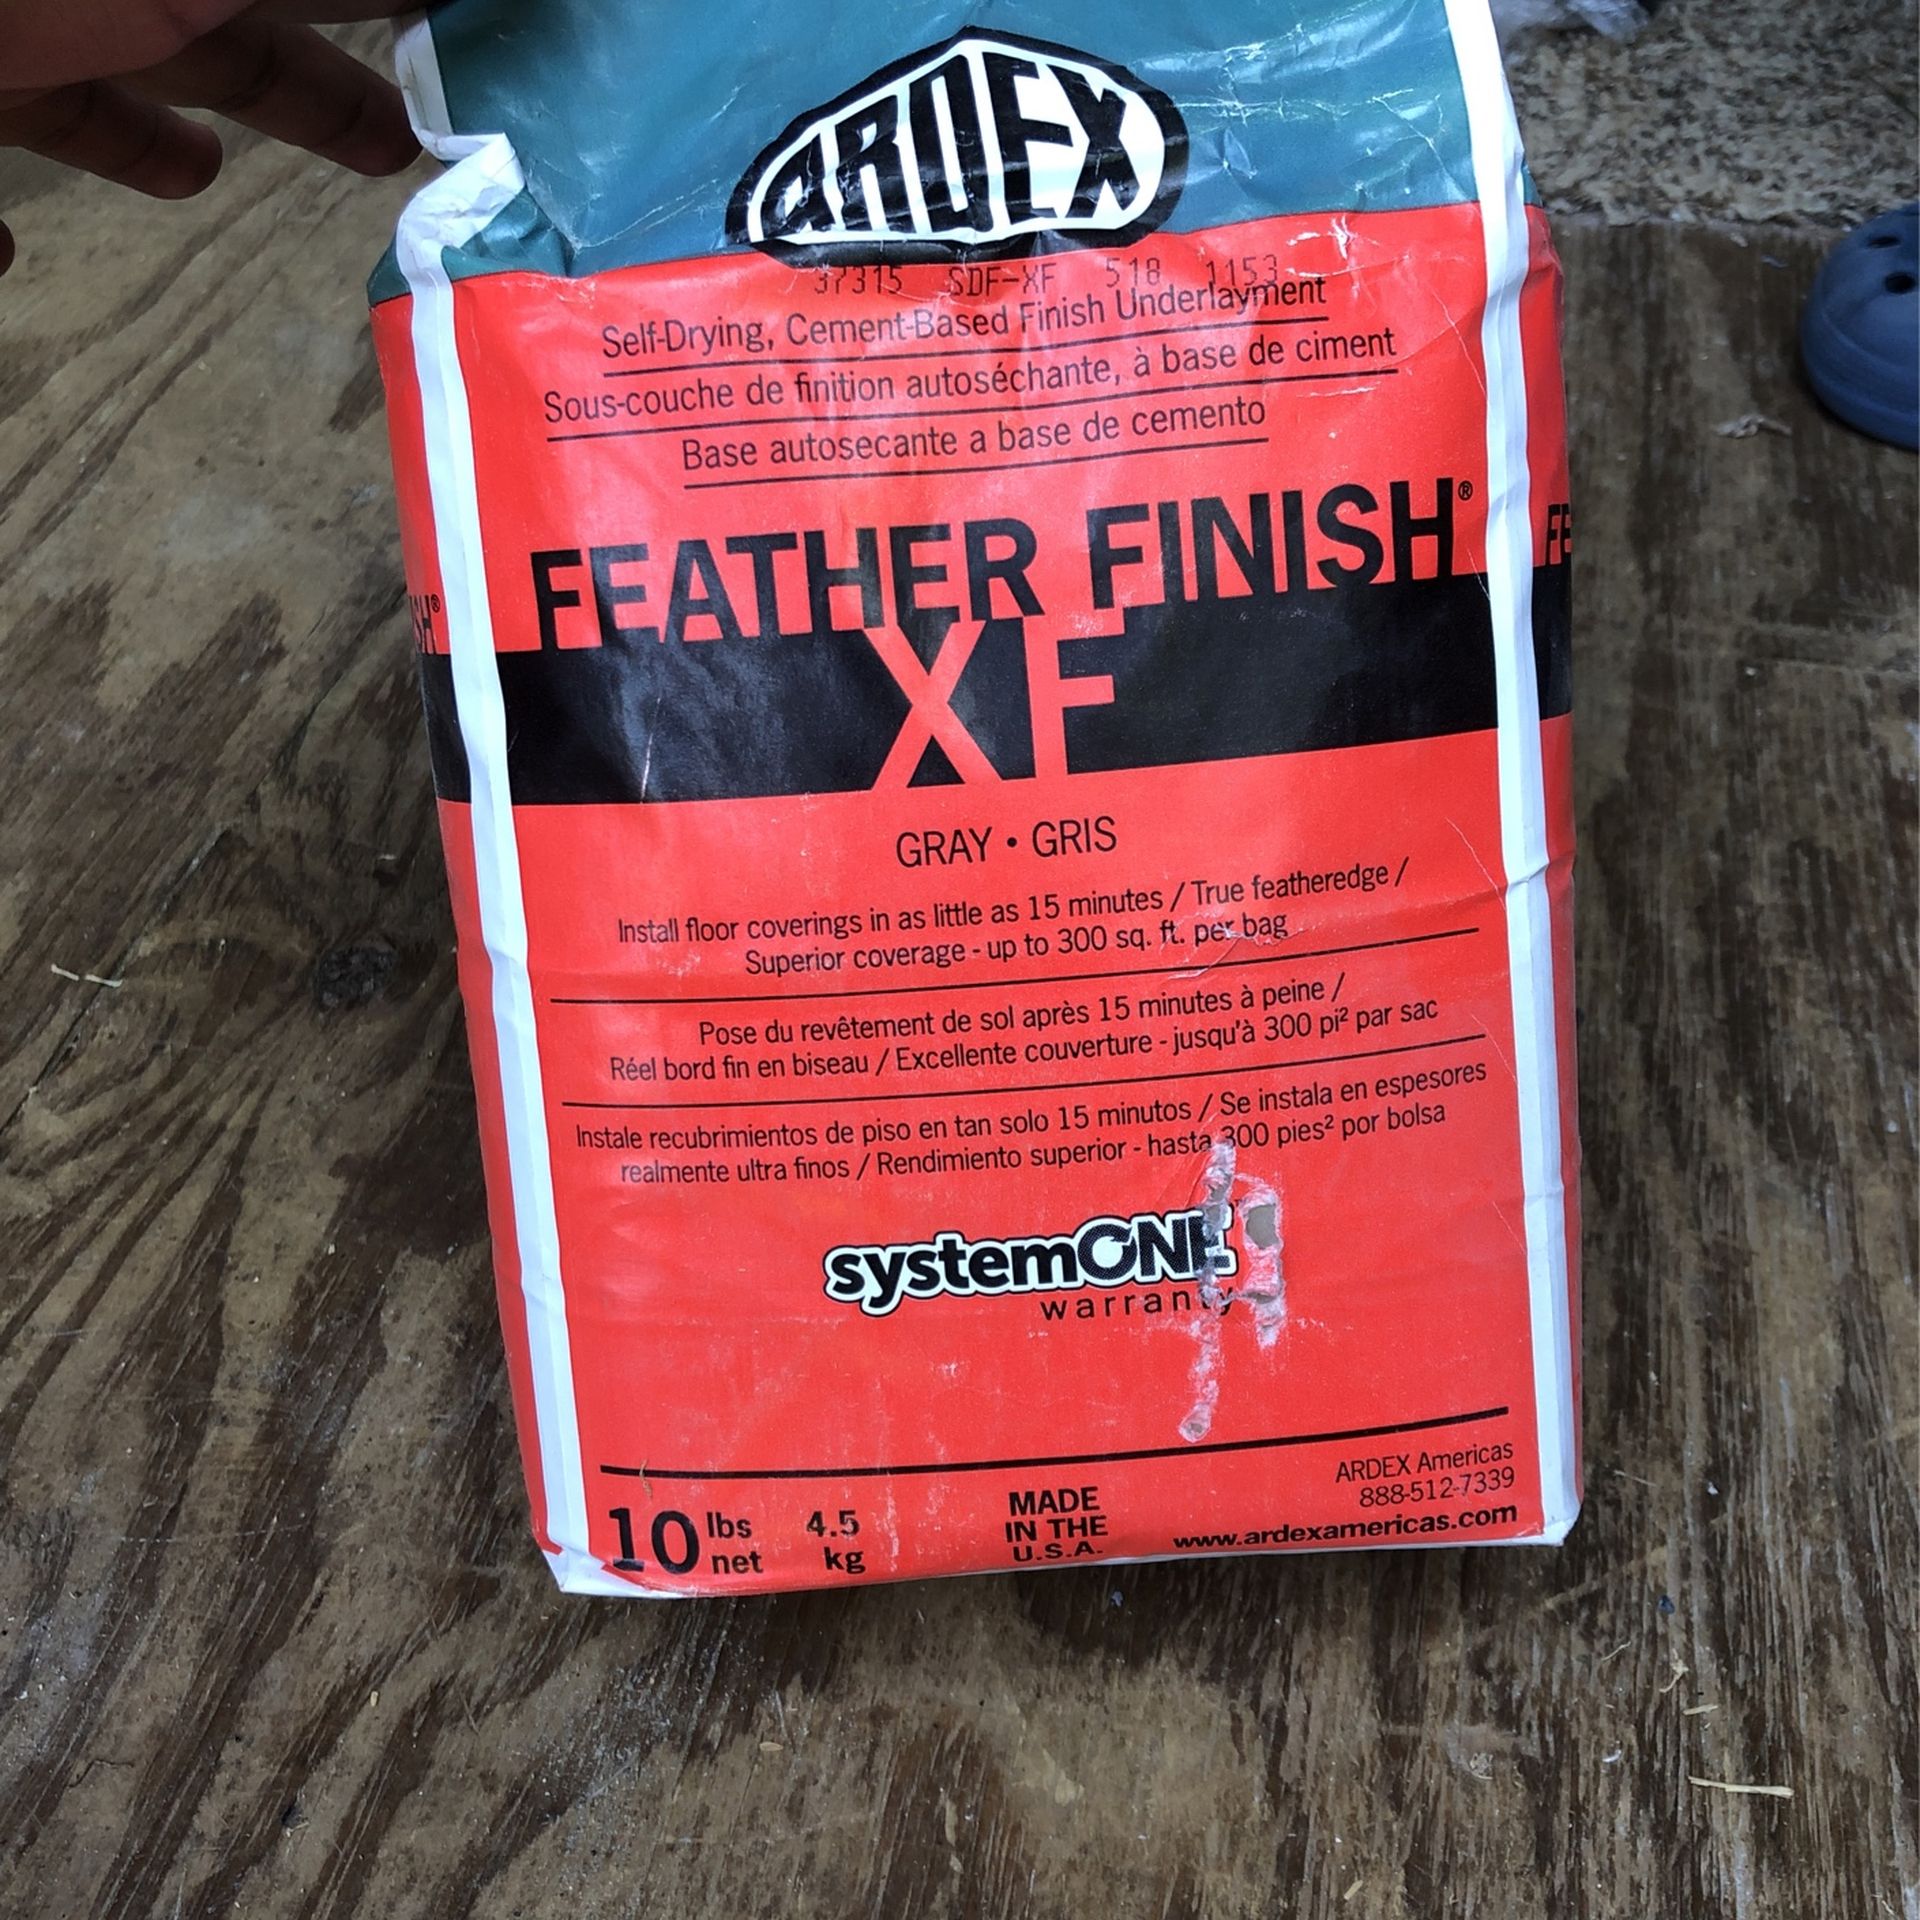 ARDEX
37315 SDF-XF 518 1153
Self-Drying, Cement-Based Finish Underlayment
Sous-couche de finition autoséchante, à base de ciment
Base autosecante a base de cemento
FEATHER FINISH®
XF
GRAY • GRIS
Install floor coverings in as little as 15 minutes / True featheredge /
Superior coverage - up to 300 sq. ft. per bag
Pose du revêtement de sol après 15 minutes à peine /
Réel bord fin en biseau / Excellente couverture - jusqu'à 300 pi² par sac
Instale recubrimientos de piso en tan solo 15 minutos / Se instala en espesores
realmente ultra finos / Rendimiento superior - hasta 300 pies² por bolsa
systemONE
warranty
10 lbs net 4.5 kg
MADE
IN THE
U.S.A.
ARDEX Americas
888-512-7339
www.ardexamericas.com